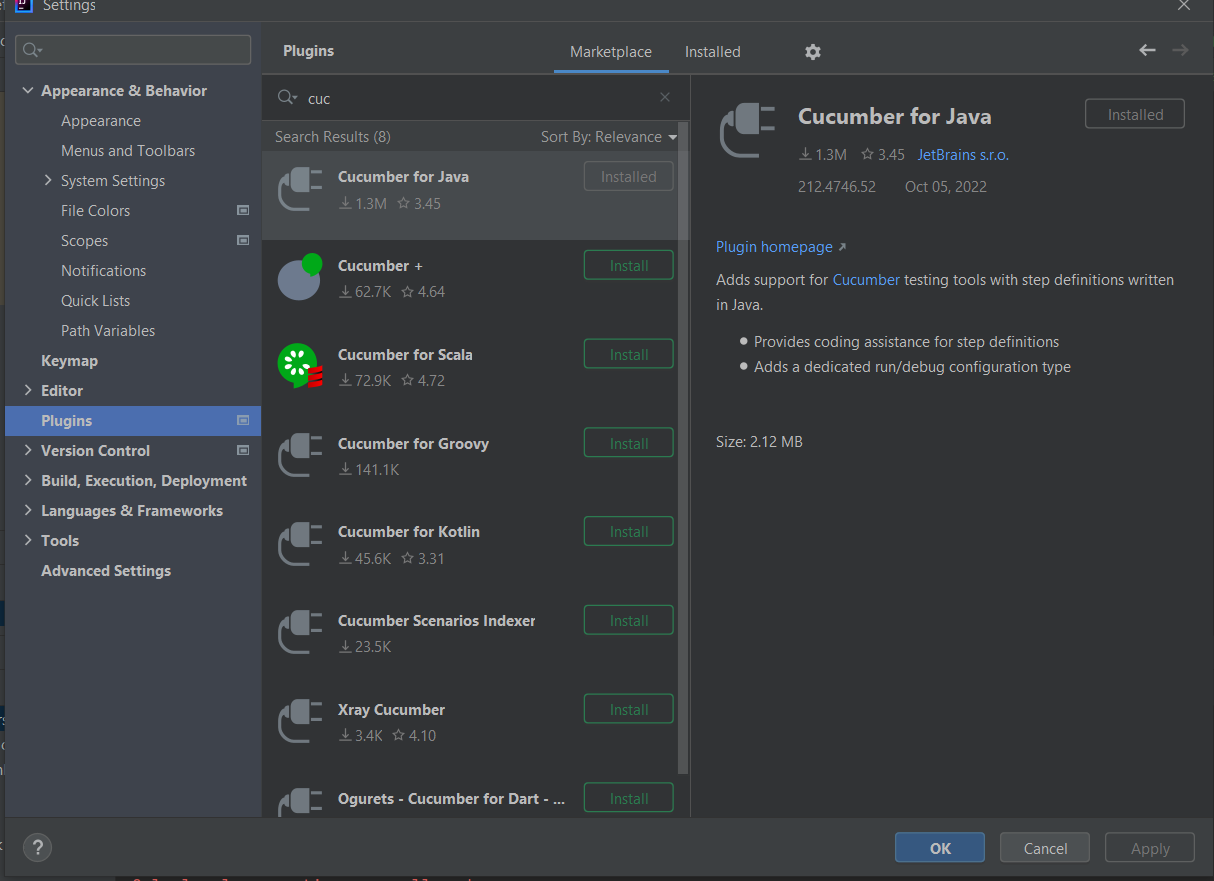 Settings
Plugins
Marketplace
Installed
Appearance & Behavior
Appearance
Menus and Toolbars
System Settings
File Colors
Scopes
Notifications
Quick Lists
Path Variables
Keymap
Editor
Plugins
Version Control
Build, Execution, Deployment
Languages & Frameworks
Tools
Advanced Settings
cuc
Search Results (8)
Sort By: Relevance
Cucumber for Java
1.3M 3.45
Installed
Cucumber +
62.7K 4.64
Install
Cucumber for Scala
72.9K 4.72
Install
Cucumber for Groovy
141.1K
Install
Cucumber for Kotlin
45.6K 3.31
Install
Cucumber Scenarios Indexer
23.5K
Install
Xray Cucumber
3.4K 4.10
Install
Ogurets - Cucumber for Dart - ...
Install
Cucumber for Java
Installed
1.3M 3.45 JetBrains s.r.o.
212.4746.52 Oct 05, 2022
Plugin homepage
Adds support for Cucumber testing tools with step definitions written
in Java.
Provides coding assistance for step definitions
Adds a dedicated run/debug configuration type
Size: 2.12 MB
?
OK
Cancel
Apply